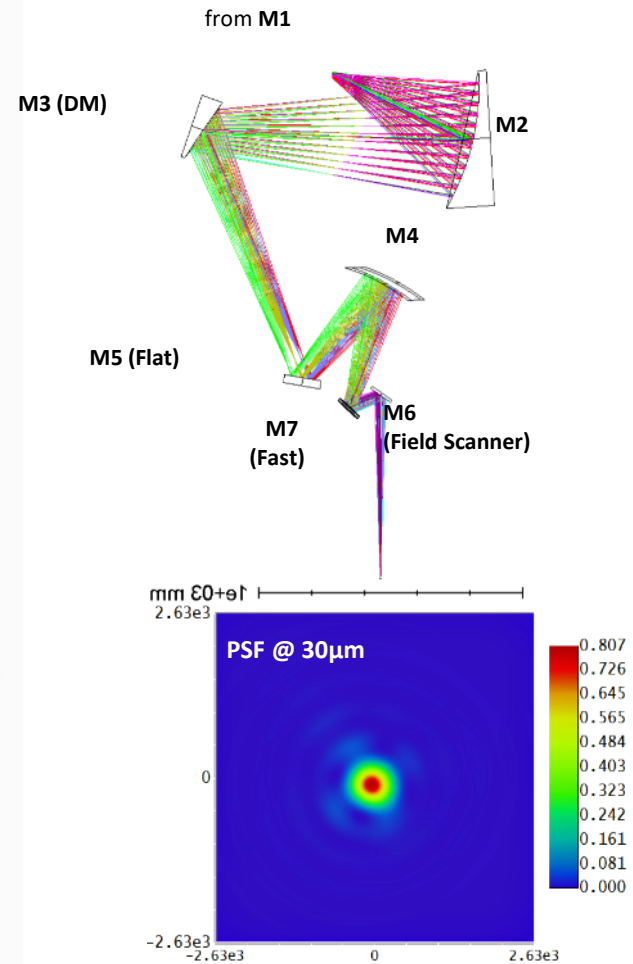 from M1
M3 (DM)
M2
M4
M5 (Flat)
M6
(Field Scanner)
M7
(Fast)
1e+03 mm
2.63e3
PSF @ 30µm
0
-2.63e3
-2.63e3
0
2.63e3
0.807
0.726
0.645
0.565
0.484
0.403
0.323
0.242
0.161
0.081
0.000